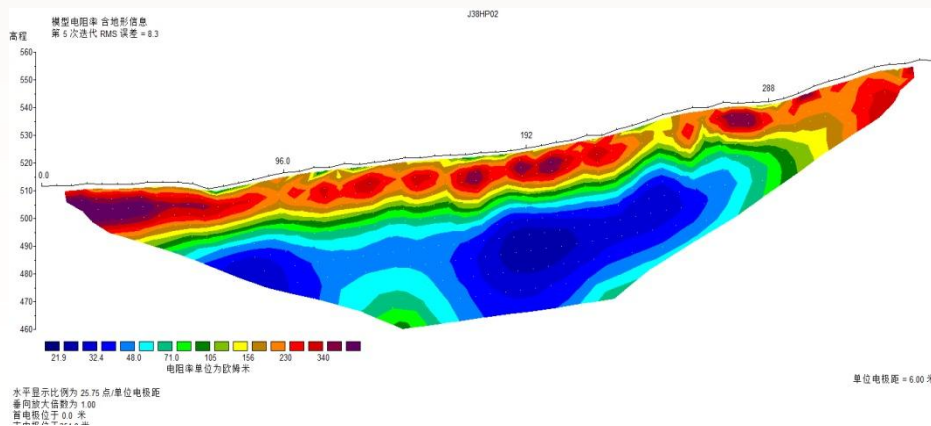 J38HP02
模型电阻率 含地形信息
第 5 次迭代 RMS 误差 = 8.3
高程
560
550
540
530
520
510
500
490
480
470
460
0.0
96.0
192
288
21.9 32.4 48.0 71.0 105 156 230 340
电阻率单位为欧姆米
单位电极距 = 6.00 米
水平显示比例为 25.75 点/单位电极距
垂向放大倍数为 1.00
首电极位于 0.0 米